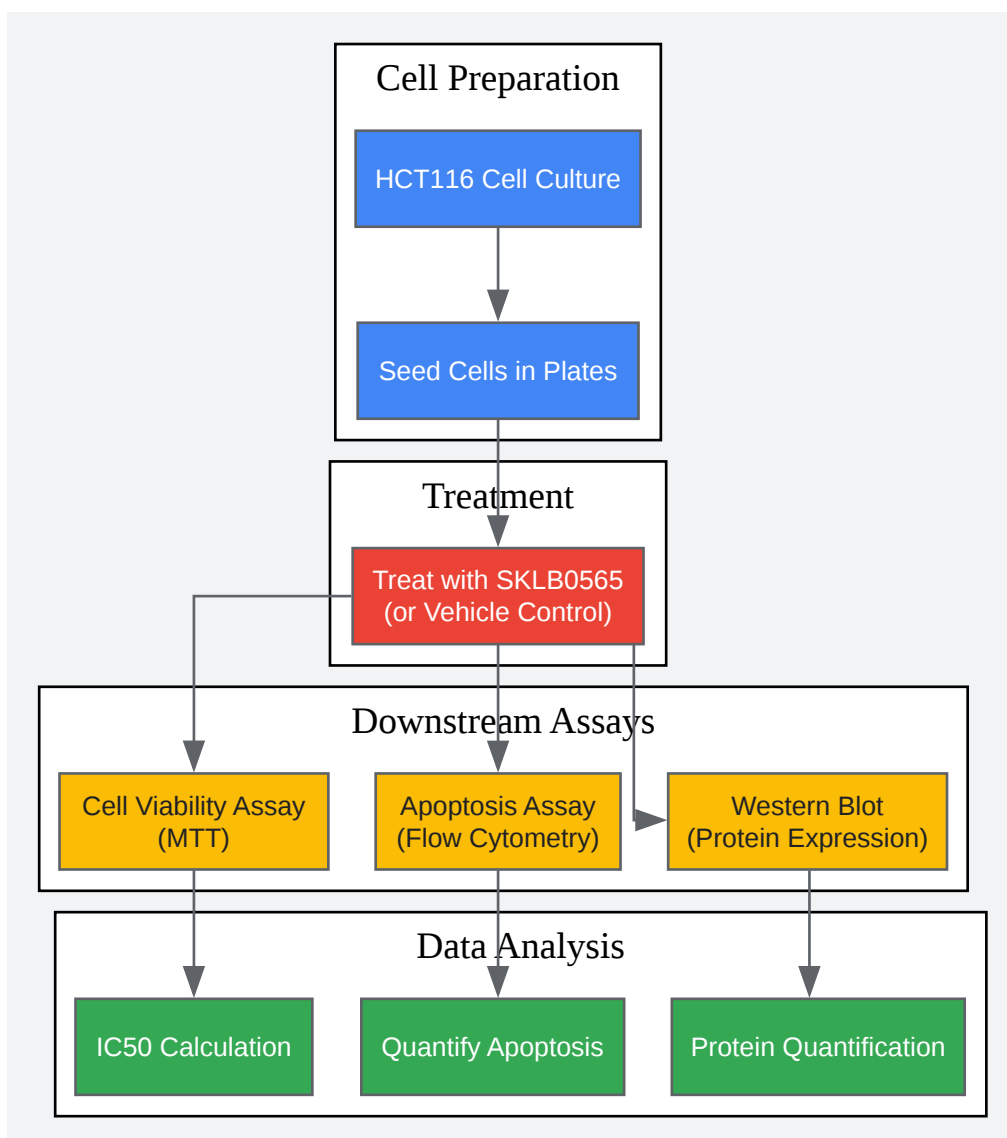 Cell Preparation
HCT116 Cell Culture
Seed Cells in Plates
Treatment
Treat with SKLB0565
(or Vehicle Control)
Downstream Assays
Cell Viability Assay
(MTT)
Apoptosis Assay
(Flow Cytometry)
Western Blot
(Protein Expression)
Data Analysis
IC50 Calculation
Quantify Apoptosis
Protein Quantification